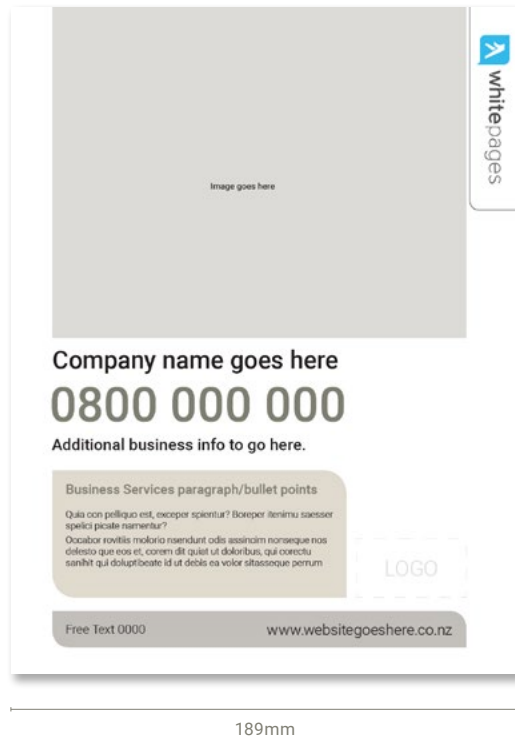 whitepages
Image goes here
Company name goes here
0800 000 000
Additional business info to go here.
Business Services paragraph/bullet points
Quia con pelliquo est, exceper spientur? Boreper itenimu saesser
spelici picate namentur?
Occabor rovitiis molorio nsendunt odis assincim nonseque nos
delesto que eos et, corem dit quiat ut doloribus, qui corectu
sanihit qui doluptibeate id ut debis ea volor sitasseque perrum
LOGO
Free Text 0000
www.websitegoeshere.co.nz
189mm